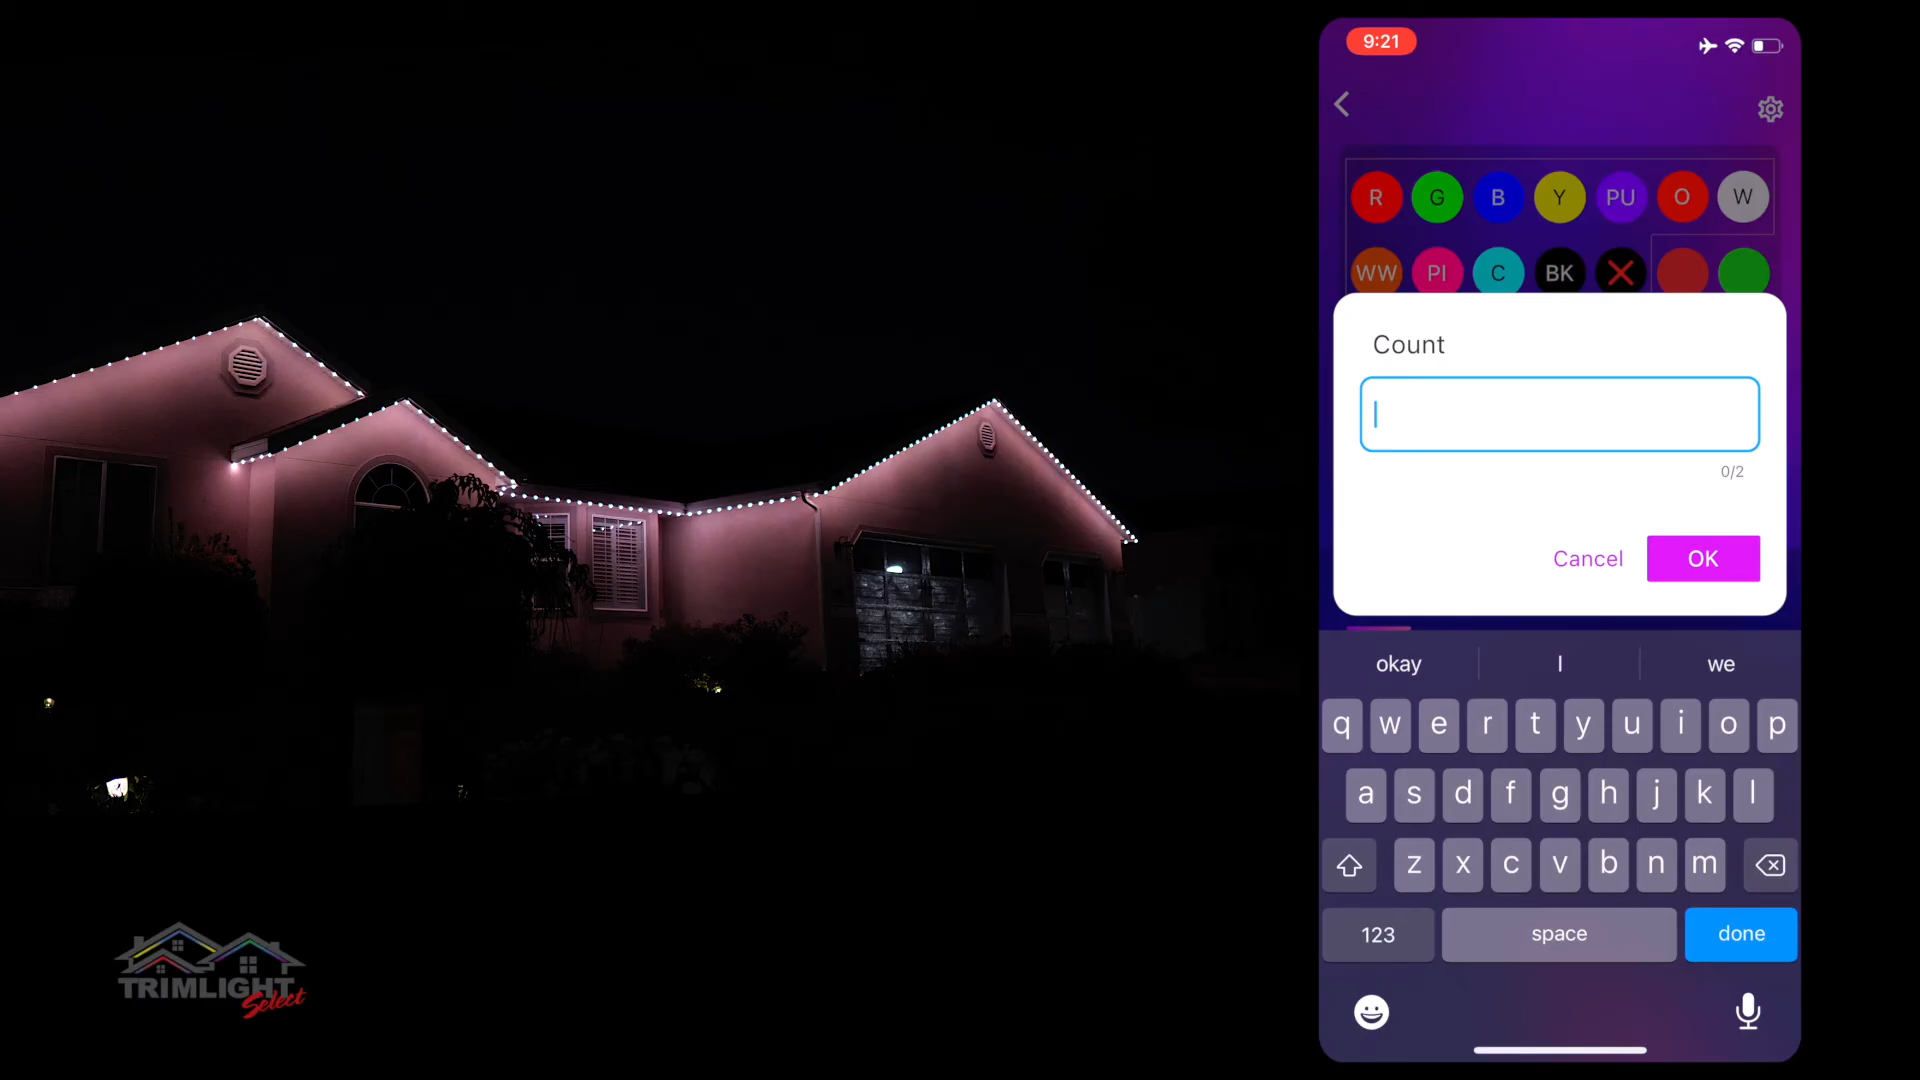 9:21
R G B Y PU O W
WW PI C BK
Count
0/2
Cancel OK
okay I we
q w e r t y u i o p
a s d f g h j k l
z x c v b n m
123 space done
TRIMLIGHT
Select